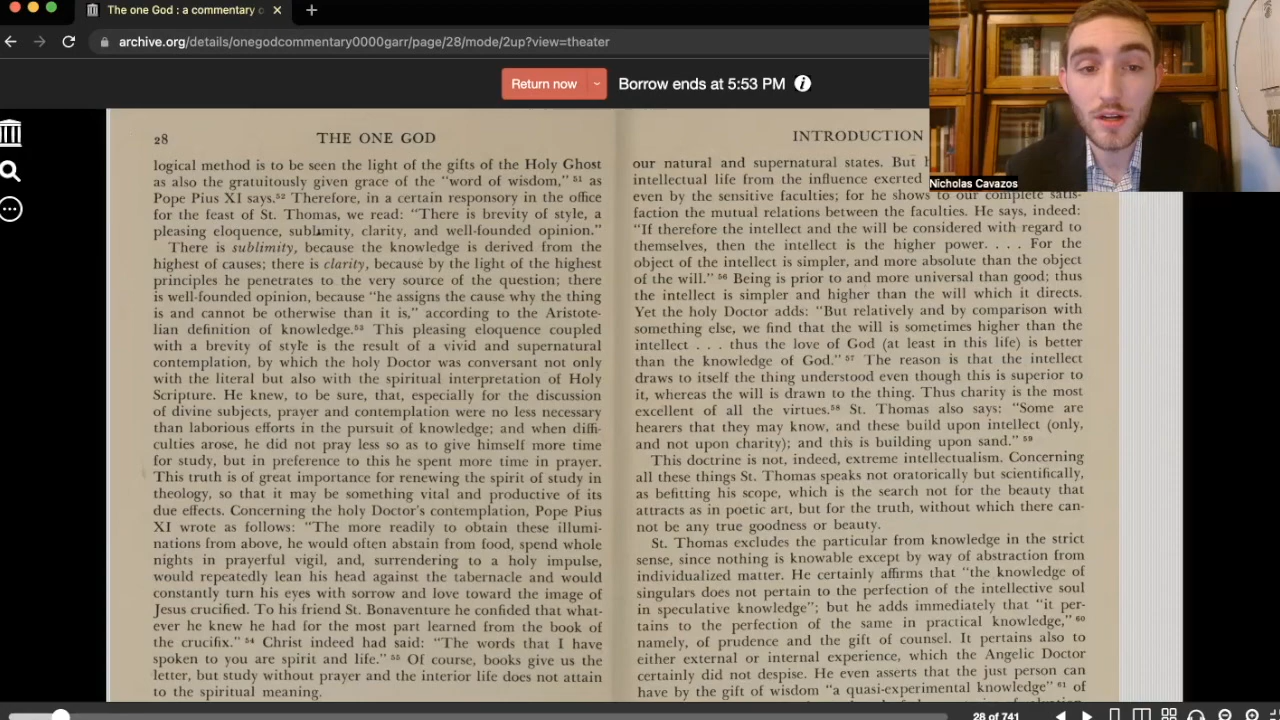 The one God : a commentary o
archive.org/details/onegodcommentary0000garr/page/28/mode/2up?view=theater
Return now
Borrow ends at 5:53 PM
Nicholas Cavazos
28
THE ONE GOD
logical method is to be seen the light of the gifts of the Holy Ghost
as also the gratuitously given grace of the “word of wisdom,” 51 as
Pope Pius XI says.52 Therefore, in a certain responsory in the office
for the feast of St. Thomas, we read: “There is brevity of style, a
pleasing eloquence, sublimity, clarity, and well-founded opinion.”
There is sublimity, because the knowledge is derived from the
highest of causes; there is clarity, because by the light of the highest
principles he penetrates to the very source of the question; there
is well-founded opinion, because “he assigns the cause why the thing
is and cannot be otherwise than it is,” according to the Aristote-
lian definition of knowledge.53 This pleasing eloquence coupled
with a brevity of style is the result of a vivid and supernatural
contemplation, by which the holy Doctor was conversant not only
with the literal but also with the spiritual interpretation of Holy
Scripture. He knew, to be sure, that, especially for the discussion
of divine subjects, prayer and contemplation were no less necessary
than laborious efforts in the pursuit of knowledge; and when diffi-
culties arose, he did not pray less so as to give himself more time
for study, but in preference to this he spent more time in prayer.
This truth is of great importance for renewing the spirit of study in
theology, so that it may be something vital and productive of its
due effects. Concerning the holy Doctor's contemplation, Pope Pius
XI wrote as follows: “The more readily to obtain these illumi-
nations from above, he would often abstain from food, spend whole
nights in prayerful vigil, and, surrendering to a holy impulse,
would repeatedly lean his head against the tabernacle and would
constantly turn his eyes with sorrow and love toward the image of
Jesus crucified. To his friend St. Bonaventure he confided that what-
ever he knew he had for the most part learned from the book of
the crucifix.” 54 Christ indeed had said: “The words that I have
spoken to you are spirit and life.” 55 Of course, books give us the
letter, but study without prayer and the interior life does not attain
to the spiritual meaning.
INTRODUCTION
our natural and supernatural states. But
intellectual life from the influence exerted
even by the sensitive faculties; for he shows to our complete satis-
faction the mutual relations between the faculties. He says, indeed:
“If therefore the intellect and the will be considered with regard to
themselves, then the intellect is the higher power. . . . For the
object of the intellect is simpler, and more absolute than the object
of the will.” 56 Being is prior to and more universal than good; thus
the intellect is simpler and higher than the will which it directs.
Yet the holy Doctor adds: “But relatively and by comparison with
something else, we find that the will is sometimes higher than the
intellect . . . thus the love of God (at least in this life) is better
than the knowledge of God.” 57 The reason is that the intellect
draws to itself the thing understood even though this is superior to
it, whereas the will is drawn to the thing. Thus charity is the most
excellent of all the virtues.58 St. Thomas also says: “Some are
hearers that they may know, and these build upon intellect (only,
and not upon charity); and this is building upon sand.” 59
This doctrine is not, indeed, extreme intellectualism. Concerning
all these things St. Thomas speaks not oratorically but scientifically,
as befitting his scope, which is the search not for the beauty that
attracts as in poetic art, but for the truth, without which there can-
not be any true goodness or beauty.
St. Thomas excludes the particular from knowledge in the strict
sense, since nothing is knowable except by way of abstraction from
individualized matter. He certainly affirms that “the knowledge of
singulars does not pertain to the perfection of the intellective soul
in speculative knowledge”; but he adds immediately that “it per-
tains to the perfection of the same in practical knowledge,” 60
namely, of prudence and the gift of counsel. It pertains also to
either external or internal experience, which the Angelic Doctor
certainly did not despise. He even asserts that the just person can
have by the gift of wisdom “a quasi-experimental knowledge” 61 of
28 of 741